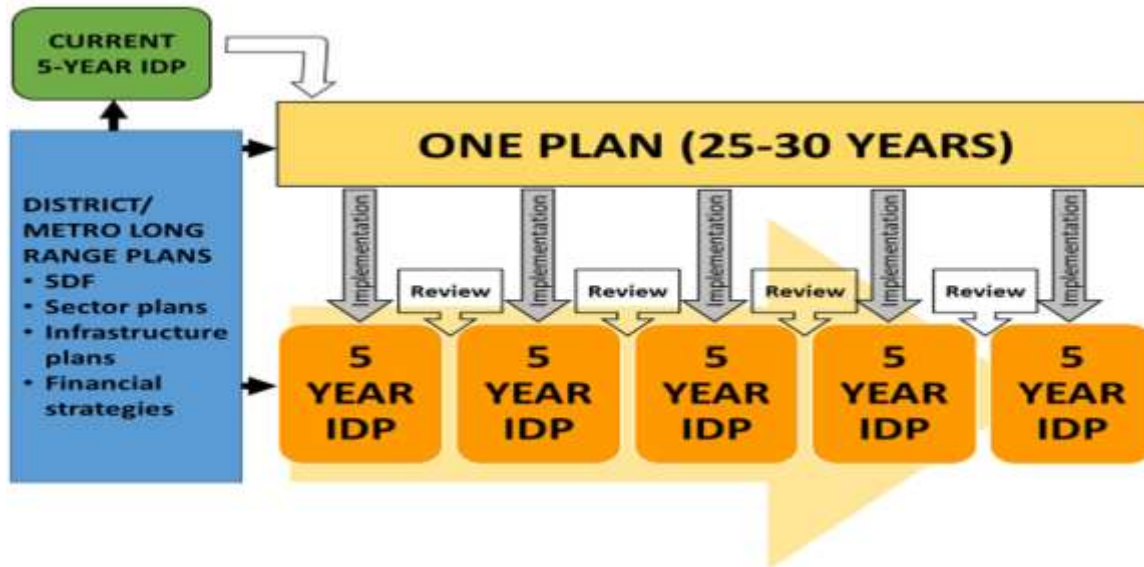 CURRENT
5-YEAR IDP
ONE PLAN (25-30 YEARS)
DISTRICT/
METRO LONG
RANGE PLANS
• SDF
• Sector plans
• Infrastructure
plans
• Financial
strategies
Implementation
Implementation
Implementation
Implementation
Implementation
Review
Review
Review
Review
5
YEAR
IDP
5
YEAR
IDP
5
YEAR
IDP
5
YEAR
IDP
5
YEAR
IDP